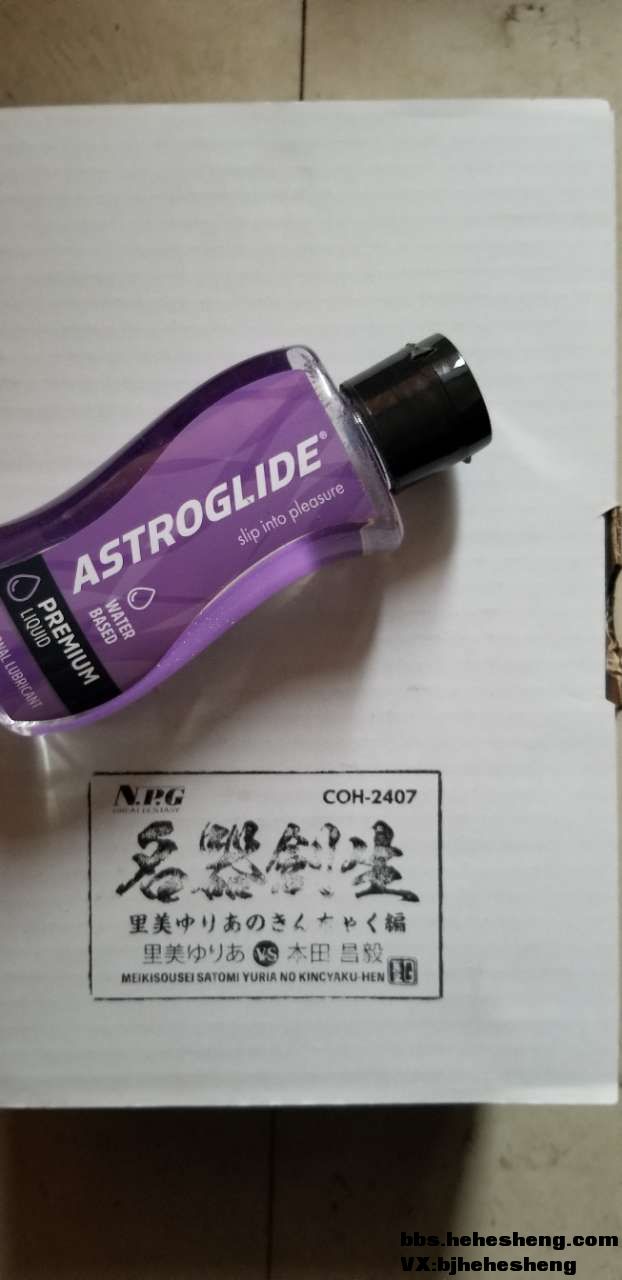 ASTROGLIDE®
slip into pleasure
WATER
BASED
PREMIUM
LIQUID
LUBRICANT
N.P.G
COH-2407
名器創生
里美ゆりあのきんちゃく編
里美ゆりあ VS 本田 昌毅
MEIKISOUSEI SATOMI YURIA NO KINCYAKU-HEN
bbs.hehesheng.com
VX:bjhehesheng